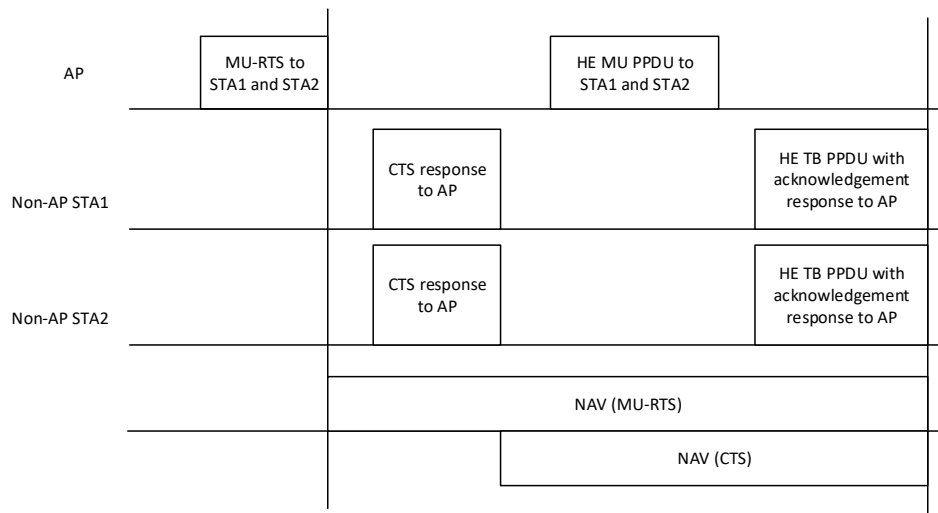 AP
MU-RTS to
STA1 and STA2
HE MU PPDU to
STA1 and STA2
Non-AP STA1
CTS response
to AP
HE TB PPDU with
acknowledgement
response to AP
Non-AP STA2
CTS response
to AP
HE TB PPDU with
acknowledgement
response to AP
NAV (MU-RTS)
NAV (CTS)